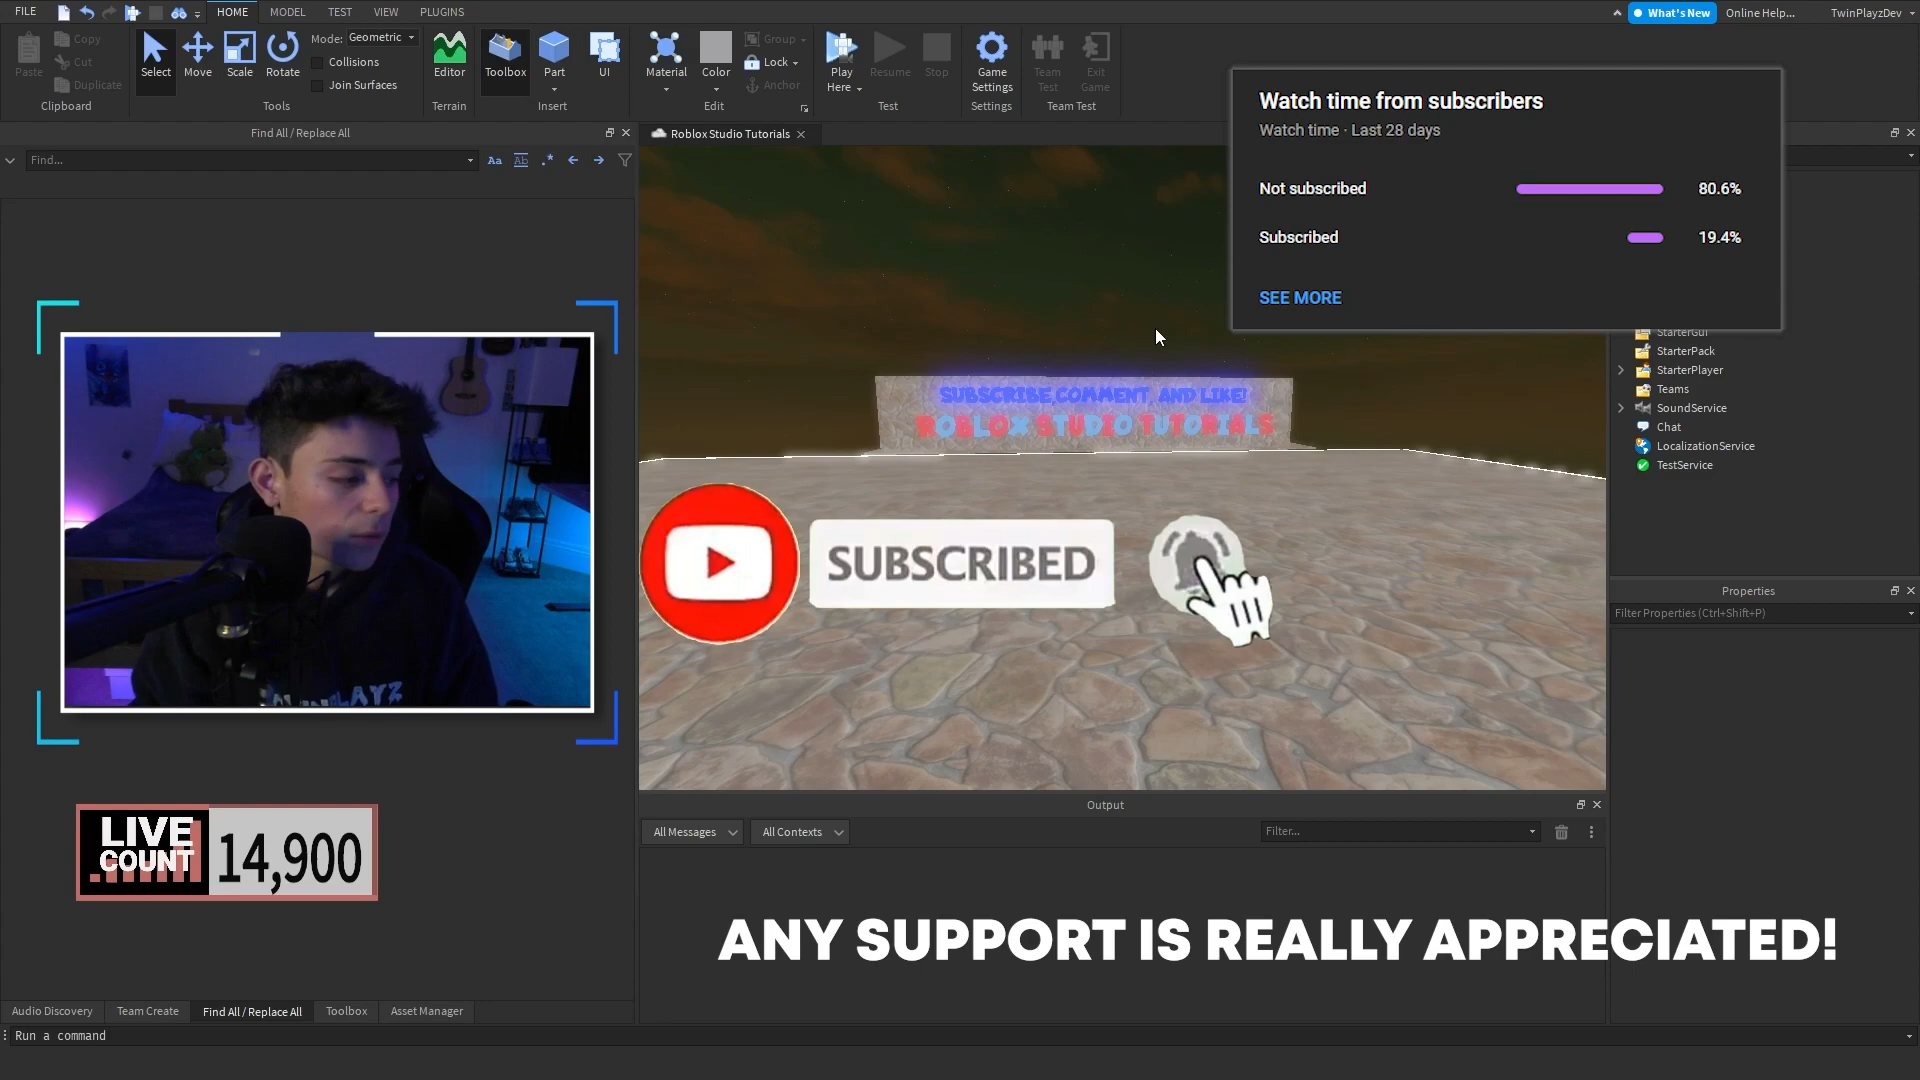 FILE
HOME
MODEL
TEST
VIEW
PLUGINS
What's New
Online Help...
TwinPlayzDev
Paste
Copy
Cut
Duplicate
Clipboard
Select
Move
Scale
Rotate
Mode: Geometric
Collisions
Join Surfaces
Tools
Editor
Terrain
Toolbox
Part
UI
Insert
Material
Color
Group
Lock
Anchor
Edit
Play
Here
Resume
Stop
Test
Game
Settings
Settings
Team
Test
Exit
Game
Team Test
Find All / Replace All
Find...
Aa
Ab
.*
Roblox Studio Tutorials
Watch time from subscribers
Watch time · Last 28 days
Not subscribed 80.6%
Subscribed 19.4%
SEE MORE
StarterGui
StarterPack
StarterPlayer
Teams
SoundService
Chat
LocalizationService
TestService
Properties
Filter Properties (Ctrl+Shift+P)
SUBSCRIBE,COMMENT, AND LIKE!
ROBLOX STUDIO TUTORIALS
SUBSCRIBED
LIVE
COUNT
14,900
Output
All Messages
All Contexts
Filter...
ANY SUPPORT IS REALLY APPRECIATED!
Audio Discovery
Team Create
Find All / Replace All
Toolbox
Asset Manager
Run a command